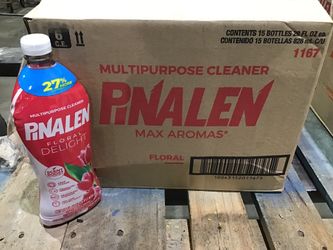 CONTENTS 15 BOTTLES 28 FL OZ ea.
CONTENIDO 15 BOTELLAS 828 mL C/U
1167
MULTIPURPOSE CLEANER
PINALEN
MAX AROMAS*
FLORAL
27%
MULTIPURPOSE CLEANER
PINALEN
FLORAL
DELIGHT